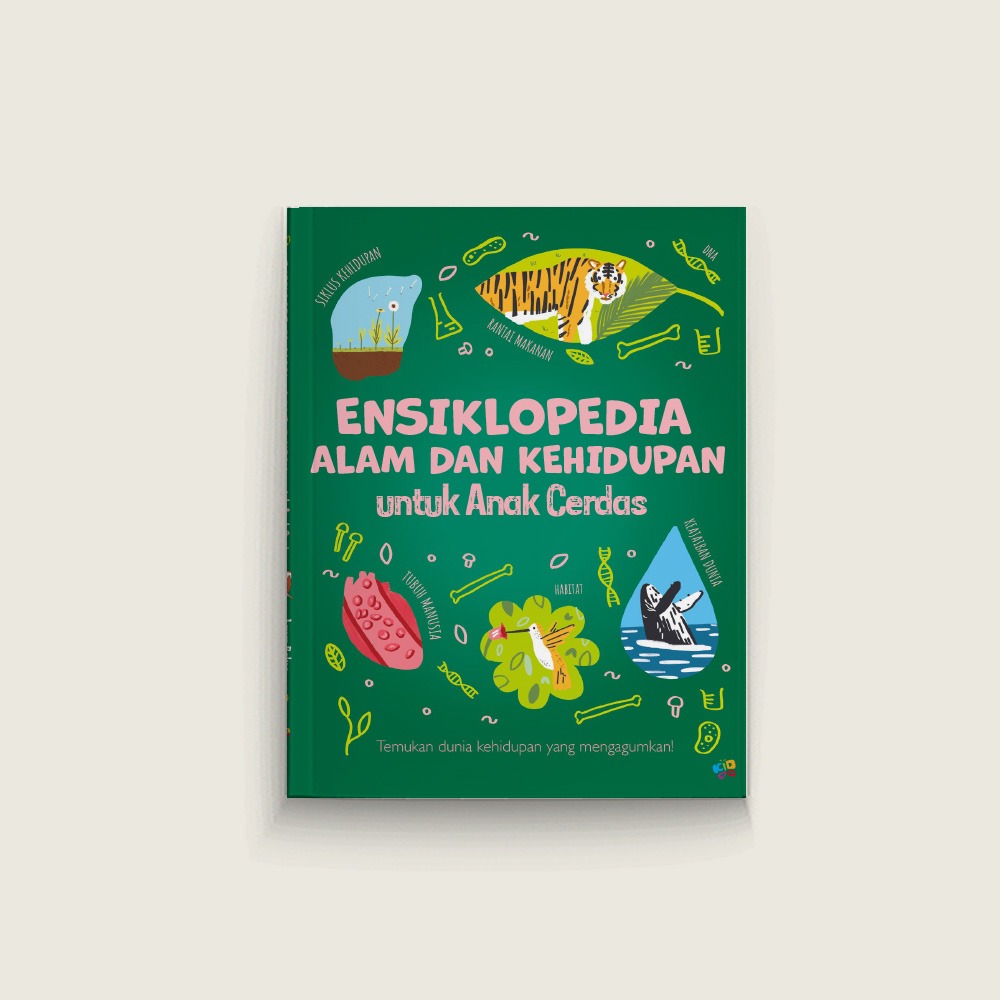 SIKLUS KEHIDUPAN
DNA
RANTAI MAKANAN
ENSIKLOPEDIA
ALAM DAN KEHIDUPAN
untuk Anak Cerdas
KEAJAIBAN DUNIA
TUBUH MANUSIA
HABITAT
Temukan dunia kehidupan yang mengagumkan!